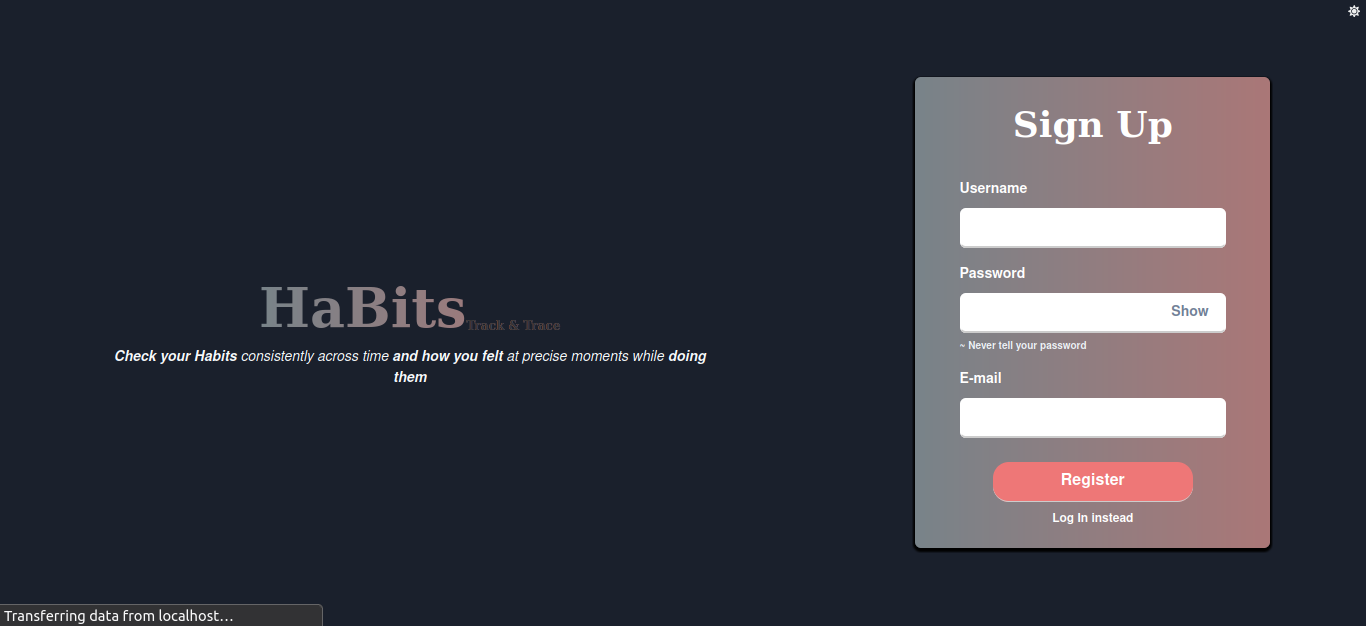 HaBits Track & Trace
Check your Habits consistently across time and how you felt at precise moments while doing
them
Sign Up
Username
Password
Show
~ Never tell your password
E-mail
Register
Log In instead
Transferring data from localhost…